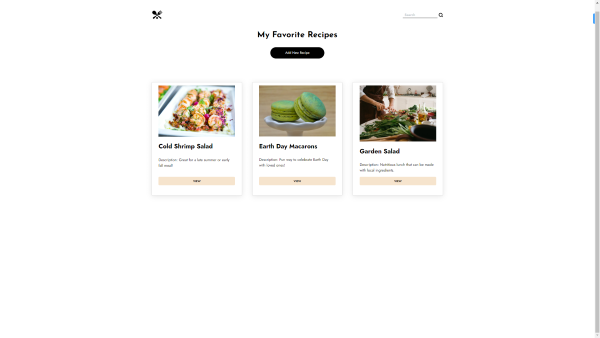 Search
My Favorite Recipes
Add New Recipe
Cold Shrimp Salad
Description: Great for a late summer or early
fall meal!
VIEW
Earth Day Macarons
Description: Fun way to celebrate Earth Day
with loved ones!
VIEW
Garden Salad
Description: Nutritious lunch that can be made
with local ingredients.
VIEW